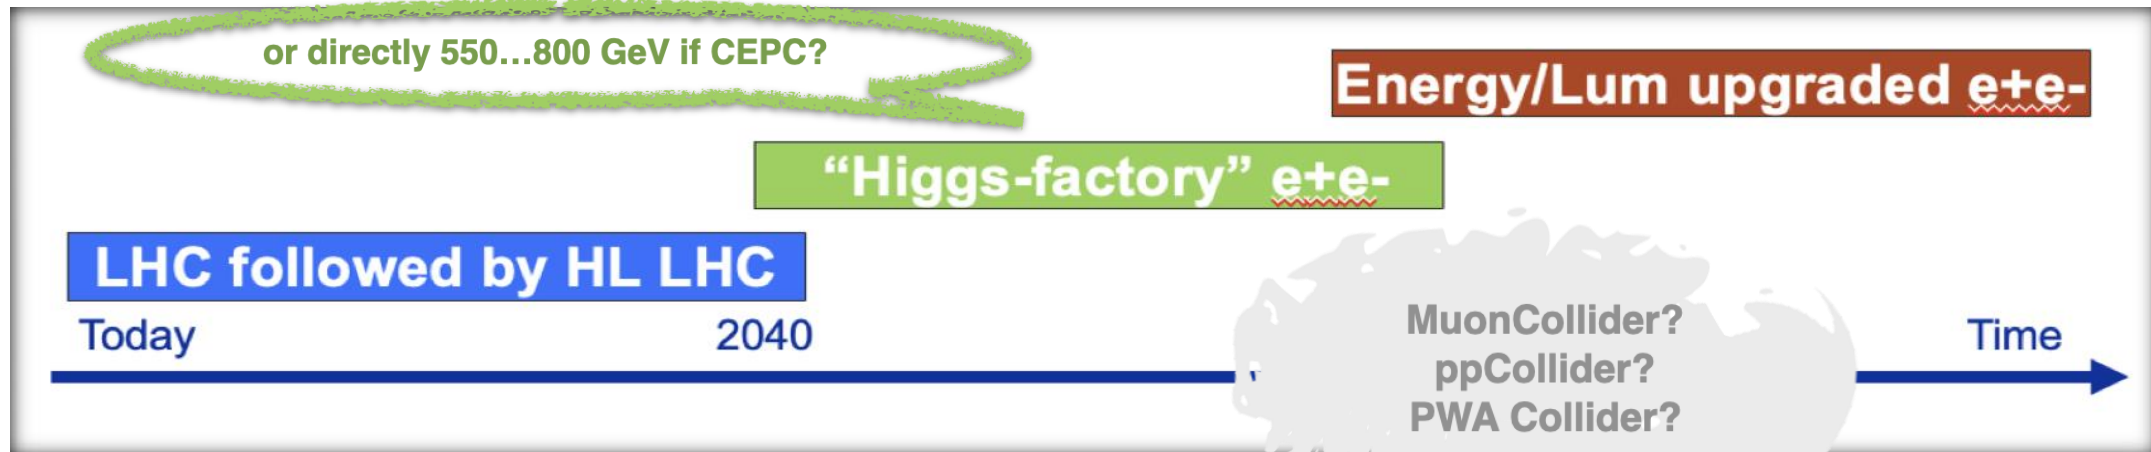 or directly 550...800 GeV if CEPC?
Energy/Lum upgraded e+e-
“Higgs-factory” e+e-
LHC followed by HL LHC
Today
2040
Time
MuonCollider?
ppCollider?
PWA Collider?